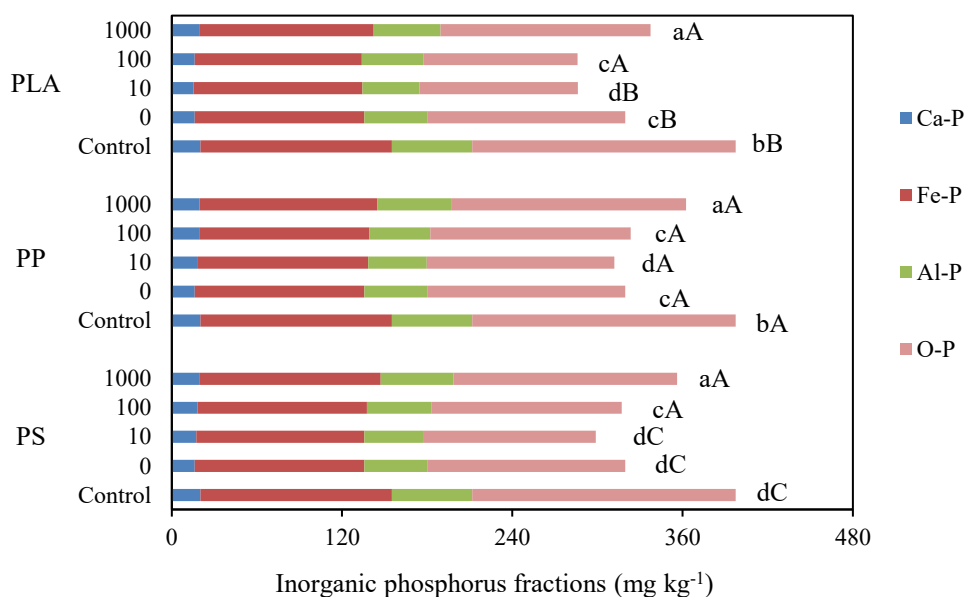 PLA
1000 aA
100 cA
10 dB
0 cB
Control bB
PP
1000 aA
100 cA
10 dA
0 cA
Control bA
PS
1000 aA
100 cA
10 dC
0 dC
Control dC
0 120 240 360 480
Inorganic phosphorus fractions (mg kg⁻¹)
Ca-P
Fe-P
Al-P
O-P